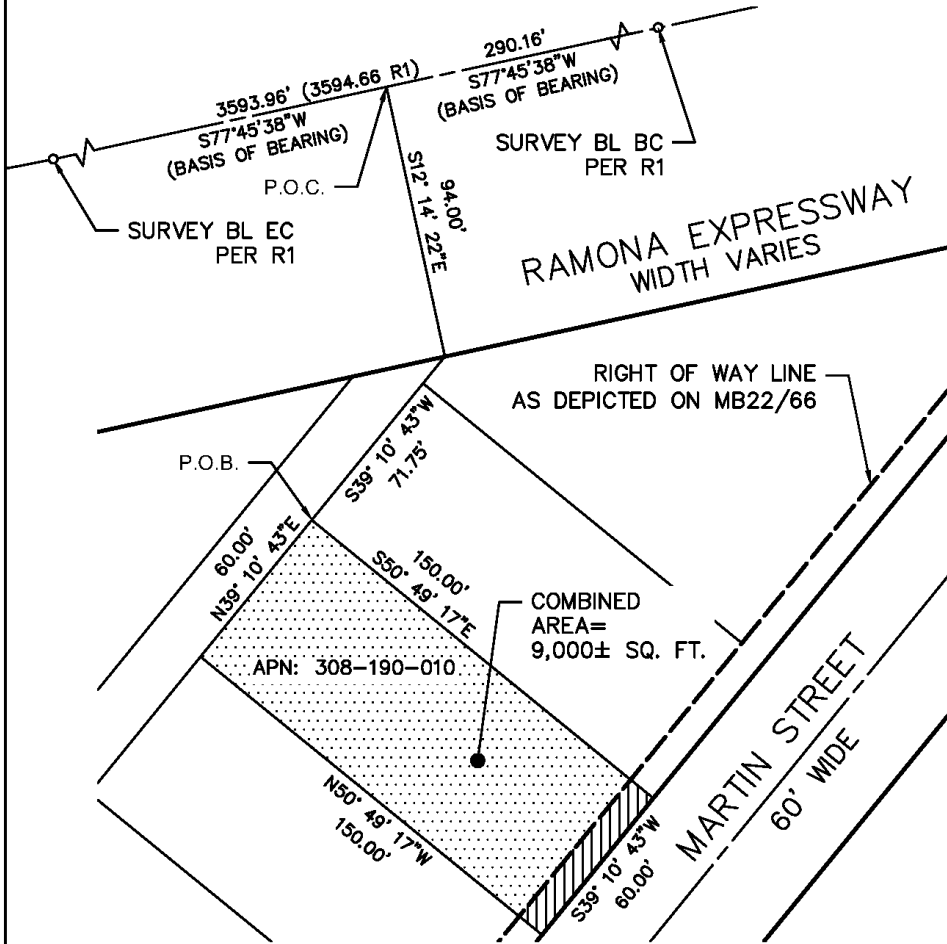 290.16'
S77°45'38"W
(BASIS OF BEARING)
3593.96' (3594.66 R1)
S77°45'38"W
(BASIS OF BEARING)
SURVEY BL BC
PER R1
P.O.C.
SURVEY BL EC
PER R1
94.00'
S12° 14' 22"E
RAMONA EXPRESSWAY
WIDTH VARIES
RIGHT OF WAY LINE
AS DEPICTED ON MB22/66
P.O.B.
S39° 10' 43"W
71.75'
60.00'
N39° 10' 43"E
150.00'
S50° 49' 17"E
COMBINED
AREA=
9,000± SQ. FT.
APN: 308-190-010
N50° 49' 17"W
150.00'
S39° 10' 43"W
60.00'
MARTIN STREET
60' WIDE